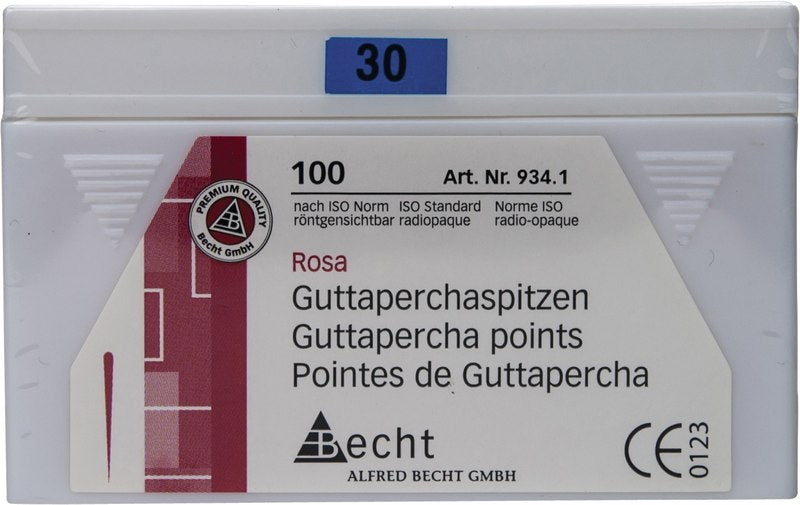 30
100 Art. Nr. 934.1
nach ISO Norm ISO Standard Norme ISO
röntgensichtbar radiopaque radio-opaque
PREMIUM QUALITY
B
Becht GmbH
Rosa
Guttaperchaspitzen
Guttapercha points
Pointes de Guttapercha
Becht
ALFRED BECHT GMBH
CE 0123